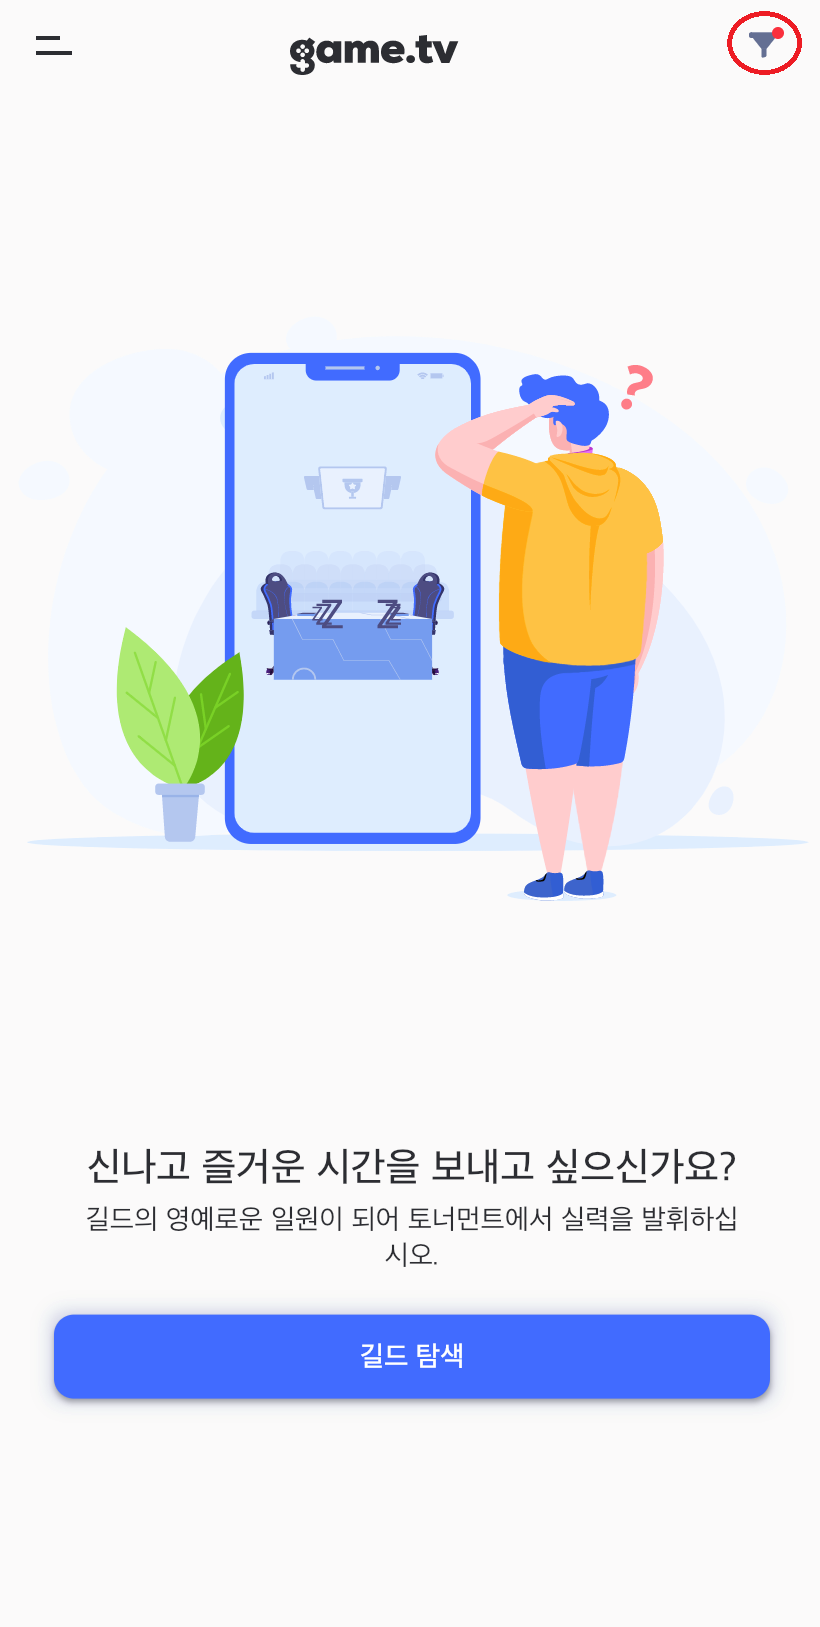 game.tv
?
신나고 즐거운 시간을 보내고 싶으신가요?
길드의 영예로운 일원이 되어 토너먼트에서 실력을 발휘하십
시오.
길드 탐색